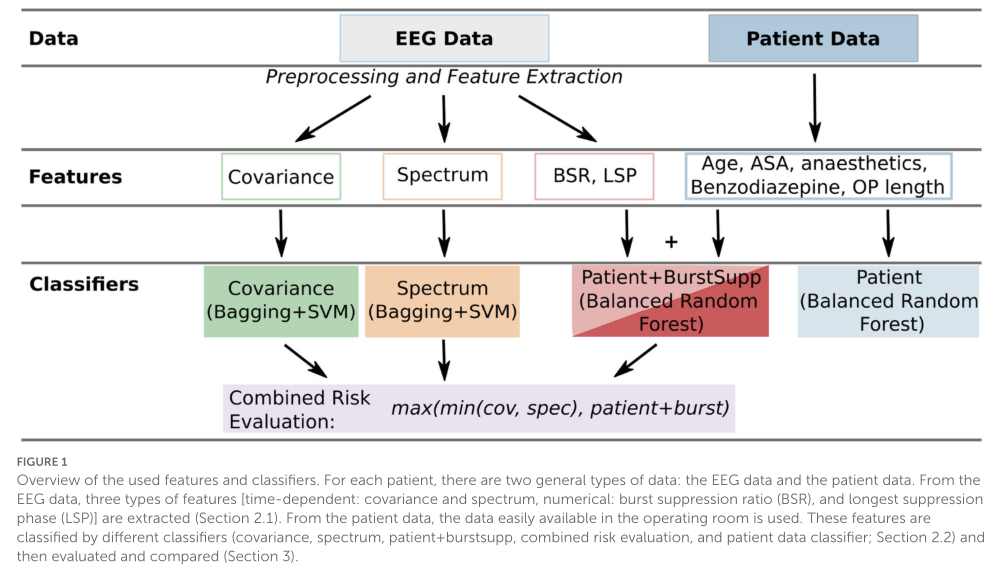 Data
EEG Data
Patient Data
Preprocessing and Feature Extraction
Features
Covariance
Spectrum
BSR, LSP
Age, ASA, anaesthetics,
Benzodiazepine, OP length
+
Classifiers
Covariance
(Bagging+SVM)
Spectrum
(Bagging+SVM)
Patient+BurstSupp
(Balanced Random
Forest)
Patient
(Balanced Random
Forest)
Combined Risk
Evaluation:
max(min(cov, spec), patient+burst)
FIGURE 1
Overview of the used features and classifiers. For each patient, there are two general types of data: the EEG data and the patient data. From the
EEG data, three types of features [time-dependent: covariance and spectrum, numerical: burst suppression ratio (BSR), and longest suppression
phase (LSP)] are extracted (Section 2.1). From the patient data, the data easily available in the operating room is used. These features are
classified by different classifiers (covariance, spectrum, patient+burstsupp, combined risk evaluation, and patient data classifier; Section 2.2) and
then evaluated and compared (Section 3).